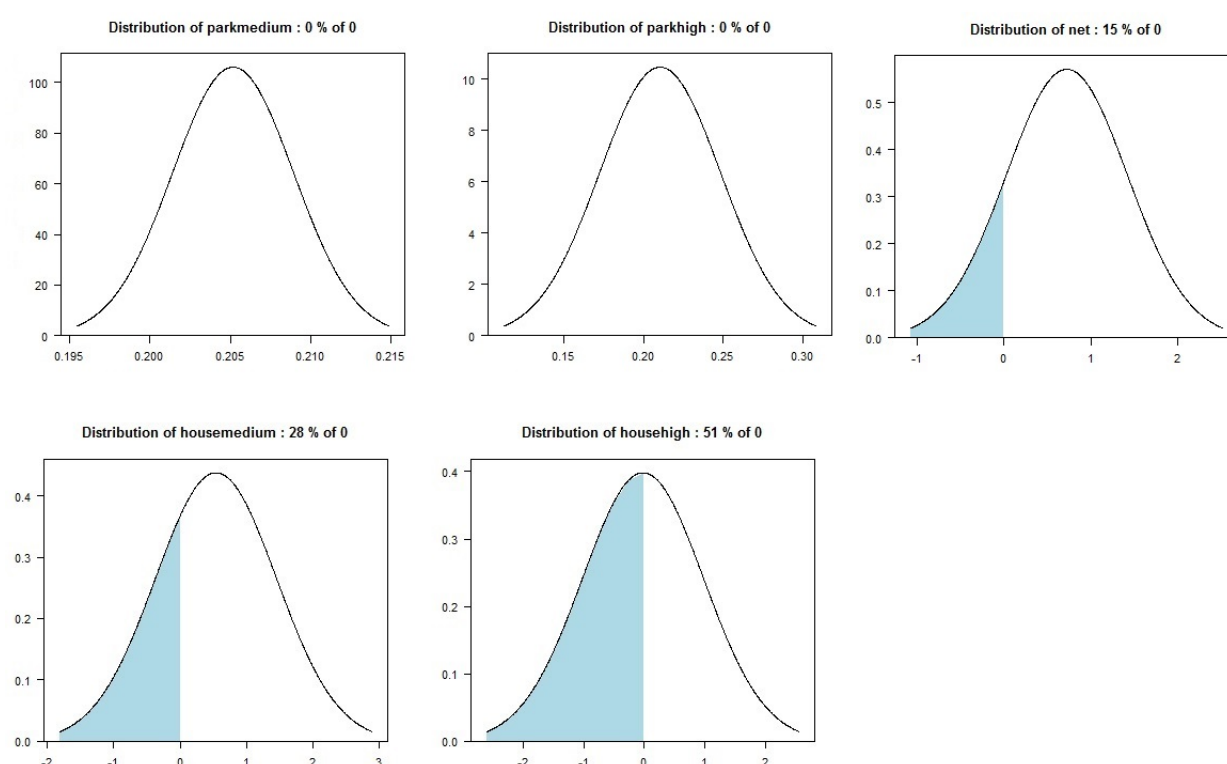 Distribution of parkmedium : 0 % of 0
100
80
60
40
20
0
0.195 0.200 0.205 0.210 0.215
Distribution of parkhigh : 0 % of 0
10
8
6
4
2
0
0.15 0.20 0.25 0.30
Distribution of net : 15 % of 0
0.5
0.4
0.3
0.2
0.1
0.0
-1 0 1 2
Distribution of housemedium : 28 % of 0
0.4
0.3
0.2
0.1
0.0
-2 -1 0 1 2 3
Distribution of househigh : 51 % of 0
0.4
0.3
0.2
0.1
0.0
-2 -1 0 1 2